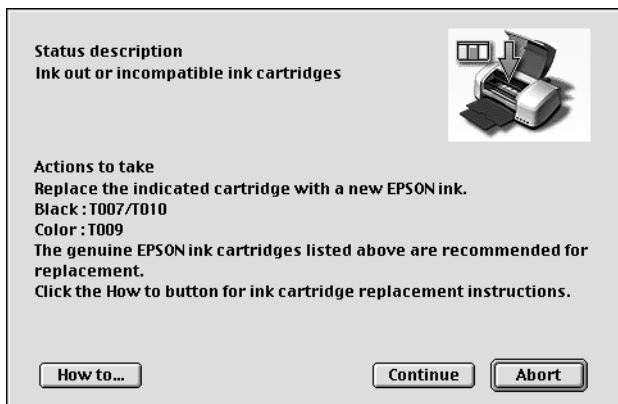 Status description
Ink out or incompatible ink cartridges
Actions to take
Replace the indicated cartridge with a new EPSON ink.
Black : T007/T010
Color : T009
The genuine EPSON ink cartridges listed above are recommended for
replacement.
Click the How to button for ink cartridge replacement instructions.
How to...
Continue
Abort